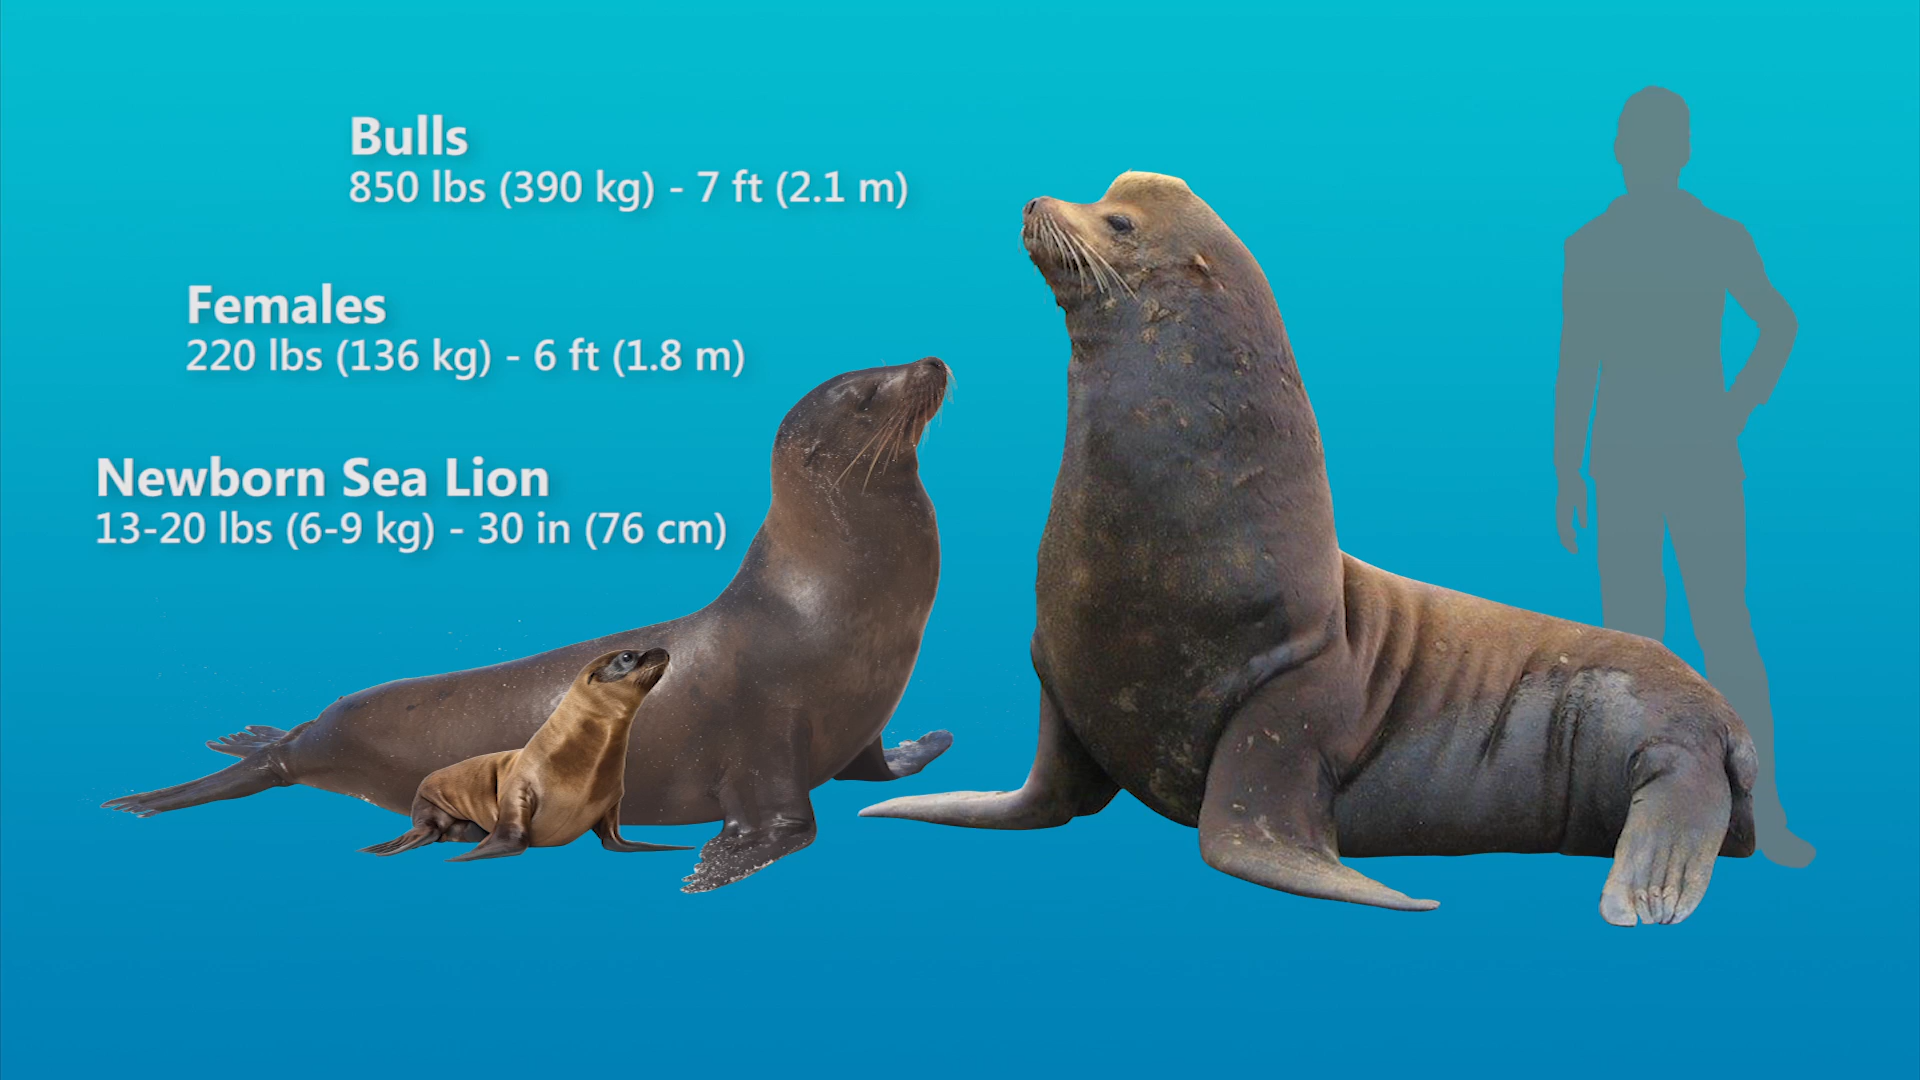 Bulls
850 lbs (390 kg) - 7 ft (2.1 m)
Females
220 lbs (136 kg) - 6 ft (1.8 m)
Newborn Sea Lion
13-20 lbs (6-9 kg) - 30 in (76 cm)